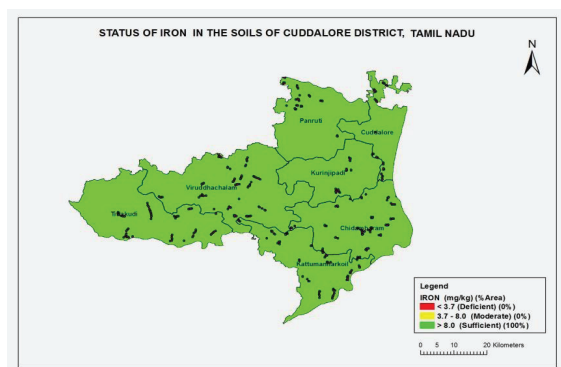 STATUS OF IRON IN THE SOILS OF CUDDALORE DISTRICT, TAMIL NADU
N
Panruti
Cuddalore
Kurinjipadi
Viruddhachalam
Chidambaram
Kattumannarkoil
Legend
IRON (mg/kg) (%Area)
< 3.7 (Deficient) (0%)
3.7 - 8.0 (Moderate) (0%)
> 8.0 (Sufficient) (100%)
0 5 10 20 Kilometers